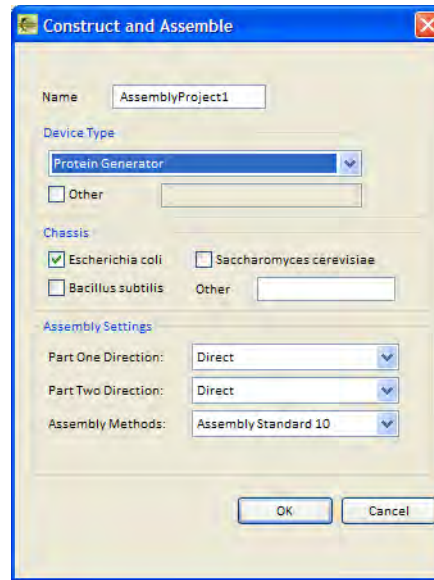 Construct and Assemble
Name AssemblyProject1
Device Type
Protein Generator
Other
Chassis
Escherichia coli Saccharomyces cerevisiae
Bacillus subtilis Other
Assembly Settings
Part One Direction: Direct
Part Two Direction: Direct
Assembly Methods: Assembly Standard 10
OK Cancel